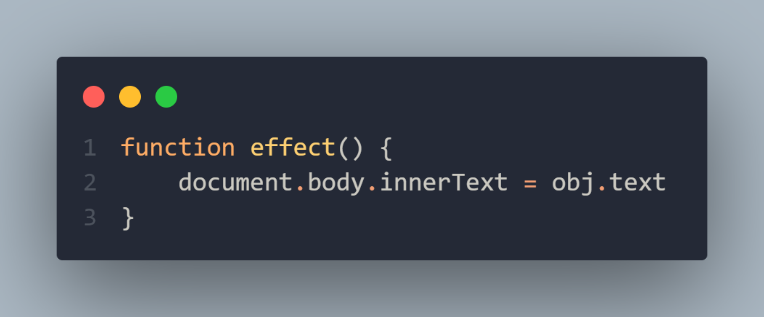 1 function effect() {
2     document.body.innerText = obj.text
3 }